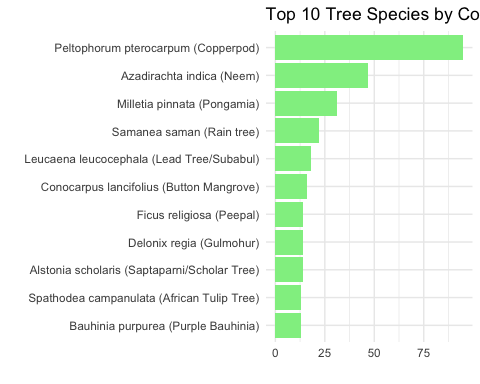 Top 10 Tree Species by Co
Peltophorum pterocarpum (Copperpod)
Azadirachta indica (Neem)
Milletia pinnata (Pongamia)
Samanea saman (Rain tree)
Leucaena leucocephala (Lead Tree/Subabul)
Conocarpus lancifolius (Button Mangrove)
Ficus religiosa (Peepal)
Delonix regia (Gulmohur)
Alstonia scholaris (Saptaparni/Scholar Tree)
Spathodea campanulata (African Tulip Tree)
Bauhinia purpurea (Purple Bauhinia)
0 25 50 75